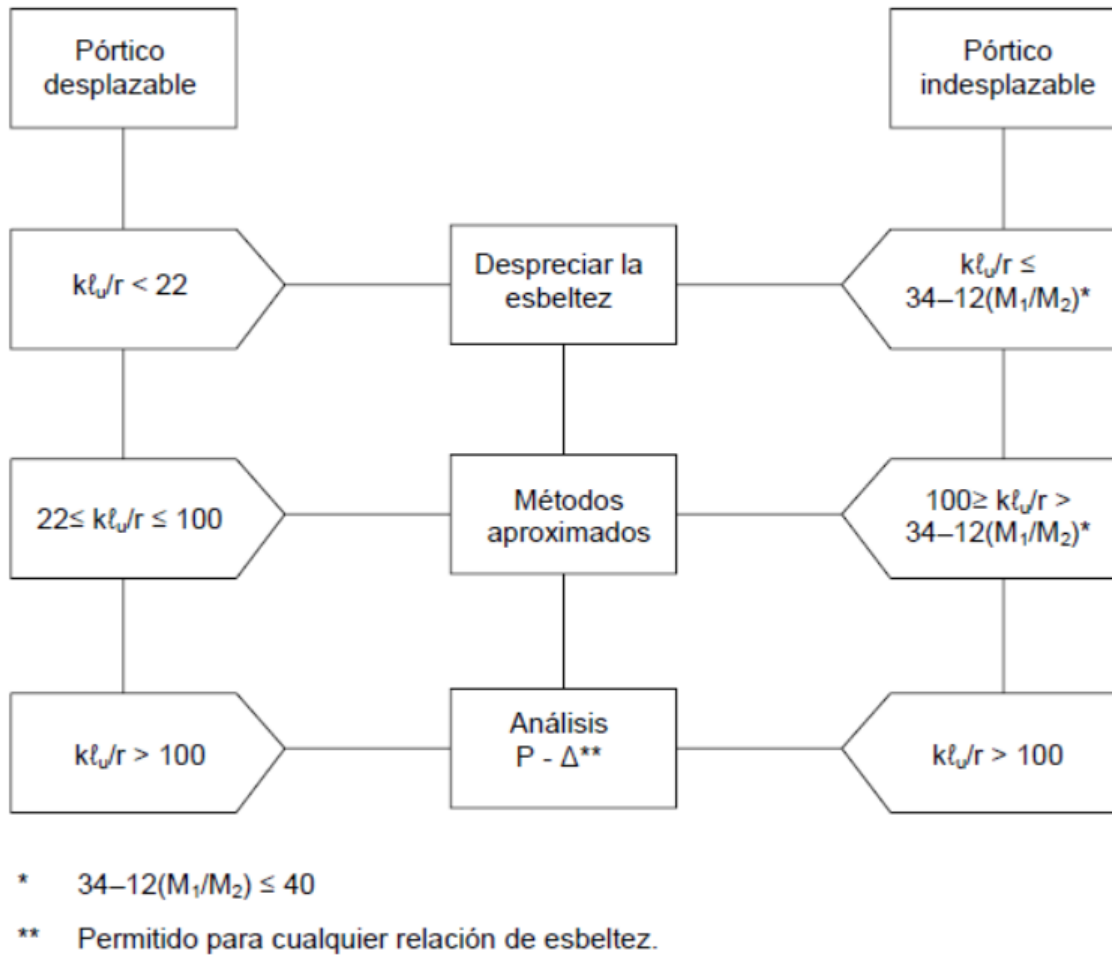 Pórtico
desplazable
Pórtico
indesplazable
kℓᵤ/r < 22
Despreciar la
esbeltez
kℓᵤ/r ≤
34–12(M₁/M₂)*
22≤ kℓᵤ/r ≤ 100
Métodos
aproximados
100≥ kℓᵤ/r >
34–12(M₁/M₂)*
kℓᵤ/r > 100
Análisis
P - Δ**
kℓᵤ/r > 100
* 34–12(M₁/M₂) ≤ 40
** Permitido para cualquier relación de esbeltez.